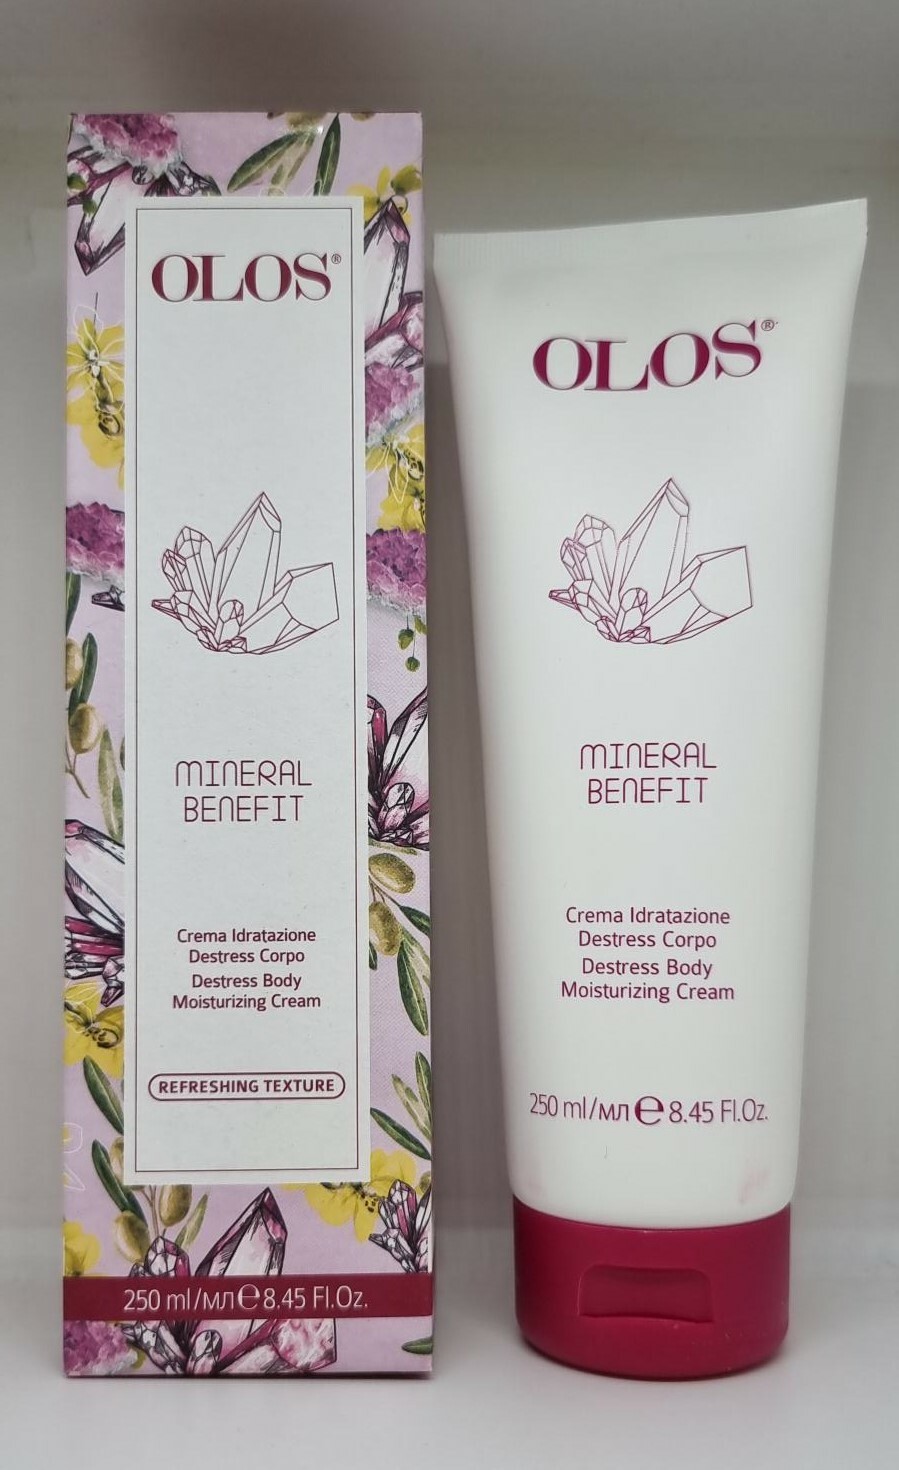 OLOS®
MINERAL
BENEFIT
Crema Idratazione
Destress Corpo
Destress Body
Moisturizing Cream
REFRESHING TEXTURE
250 ml/мл ℮ 8.45 Fl.Oz.
OLOS®
MINERAL
BENEFIT
Crema Idratazione
Destress Corpo
Destress Body
Moisturizing Cream
250 ml/мл ℮ 8.45 Fl.Oz.